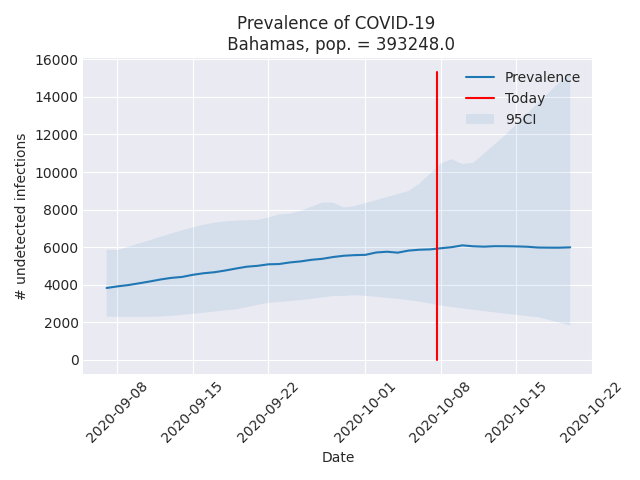 Prevalence of COVID-19
Bahamas, pop. = 393248.0
16000
14000
12000
10000
8000
6000
4000
2000
0
# undetected infections
Prevalence
Today
95CI
2020-09-08
2020-09-15
2020-09-22
2020-10-01
2020-10-08
2020-10-15
2020-10-22
Date